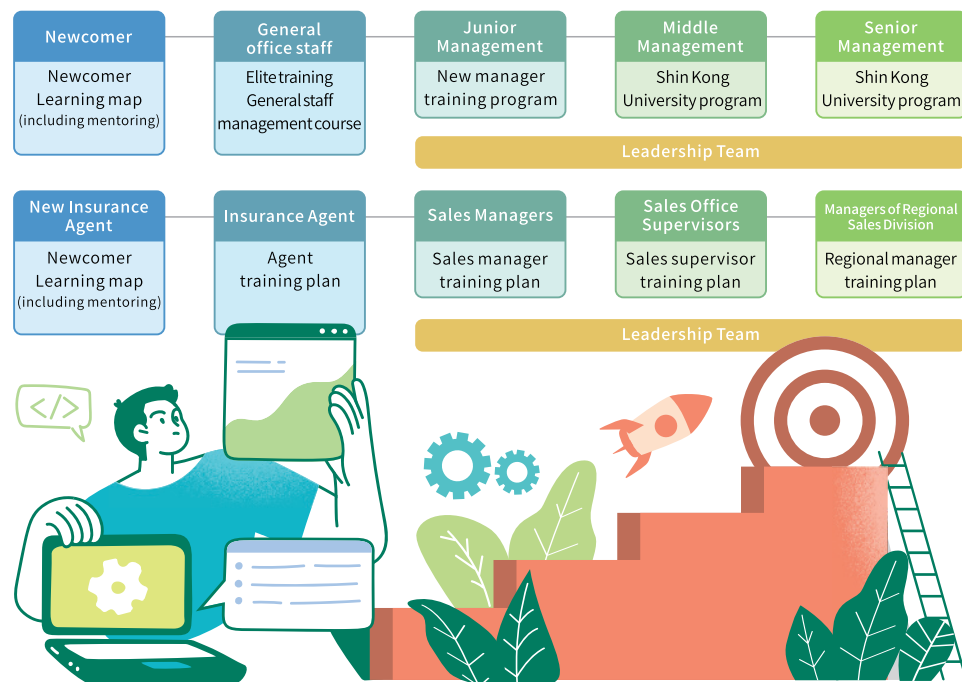 Newcomer
Newcomer
Learning map
(including mentoring)
General
office staff
Elite training
General staff
management course
Junior
Management
New manager
training program
Middle
Management
Shin Kong
University program
Senior
Management
Shin Kong
University program
Leadership Team
New Insurance
Agent
Newcomer
Learning map
(including mentoring)
Insurance Agent
Agent
training plan
Sales Managers
Sales manager
training plan
Sales Office
Supervisors
Sales supervisor
training plan
Managers of Regional
Sales Division
Regional manager
training plan
Leadership Team
</>